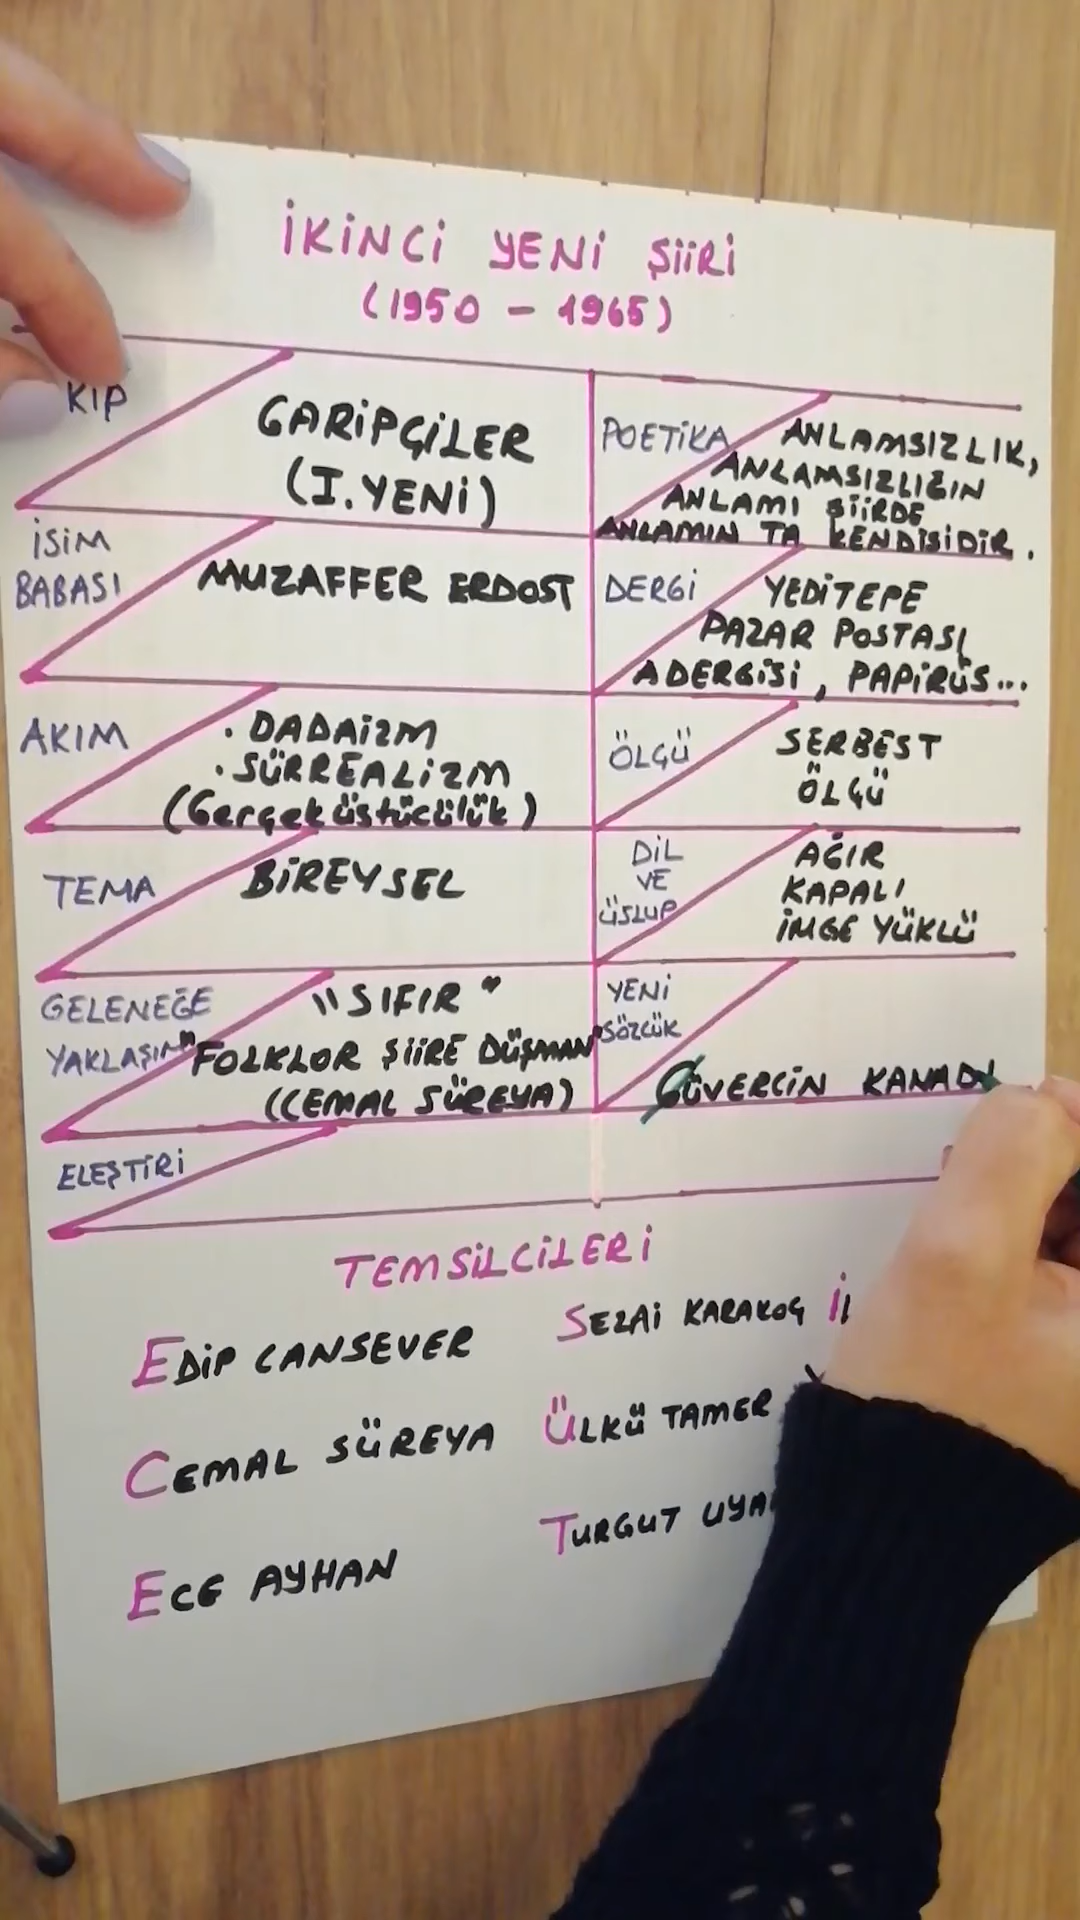 İKİNCİ YENİ ŞİİRİ
(1950 - 1965)
KIP
GARİPÇİLER
(I. YENİ)
İSİM
BABASI
MUZAFFER ERDOST
AKIM
. DADAİZM
. SÜRREALİZM
(Gerçeküstücülük)
TEMA
BİREYSEL
GELENEĞE
YAKLAŞIM
"SIFIR"
"FOLKLOR ŞİİRE DÜŞMAN"
(CEMAL SÜREYA)
ELEŞTİRİ
POETİKA
ANLAMSIZLIK,
ANLAMSIZLIĞIN
ANLAMI ŞİİRDE
ANLAMIN TA KENDİSİDİR.
DERGİ
YEDİTEPE
PAZAR POSTASI,
A DERGİSİ, PAPİRÜS...
ÖLÇÜ
SERBEST
ÖLÇÜ
DİL
VE
ÜSLUP
AĞIR
KAPALI
İMGE YÜKLÜ
YENİ
SÖZCÜK
GÜVERCİN KANADI
TEMSİLCİLERİ
EDİP CANSEVER
CEMAL SÜREYA
ECE AYHAN
SEZAİ KARAKOÇ
ÜLKÜ TAMER
TURGUT UYA